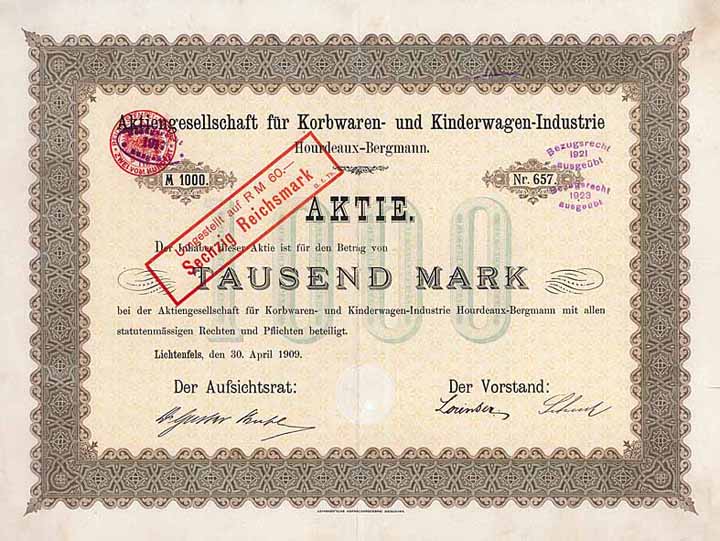 Aktiengesellschaft für Korbwaren- und Kinderwagen-Industrie
Hourdeaux-Bergmann.
M 1000.
Nr. 657.
Bezugsrecht
1921
ausgeübt
Bezugsrecht
1923
ausgeübt
Umgestellt auf RM 60.—
Sechzig Reichsmark
AKTIE.
1000
Der Inhaber dieser Aktie ist für den Betrag von
TAUSEND MARK
bei der Aktiengesellschaft für Korbwaren- und Kinderwagen-Industrie Hourdeaux-Bergmann mit allen
statutenmässigen Rechten und Pflichten beteiligt.
Lichtenfels, den 30. April 1909.
Der Aufsichtsrat:
Der Vorstand: